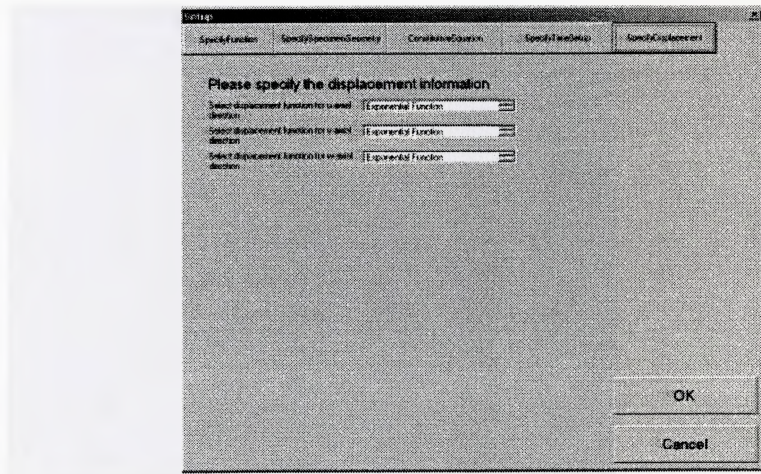 Setup
SpecifyFunction SpecifySpecimenGeometry ConstitutiveEquation SpecifyTimeSetup SpecifyDisplacement
Please specify the displacement information
Select displacement function for u-axial Exponential Function
direction
Select displacement function for v-axial Exponential Function
direction
Select displacement function for w-axial Exponential Function
direction
OK
Cancel